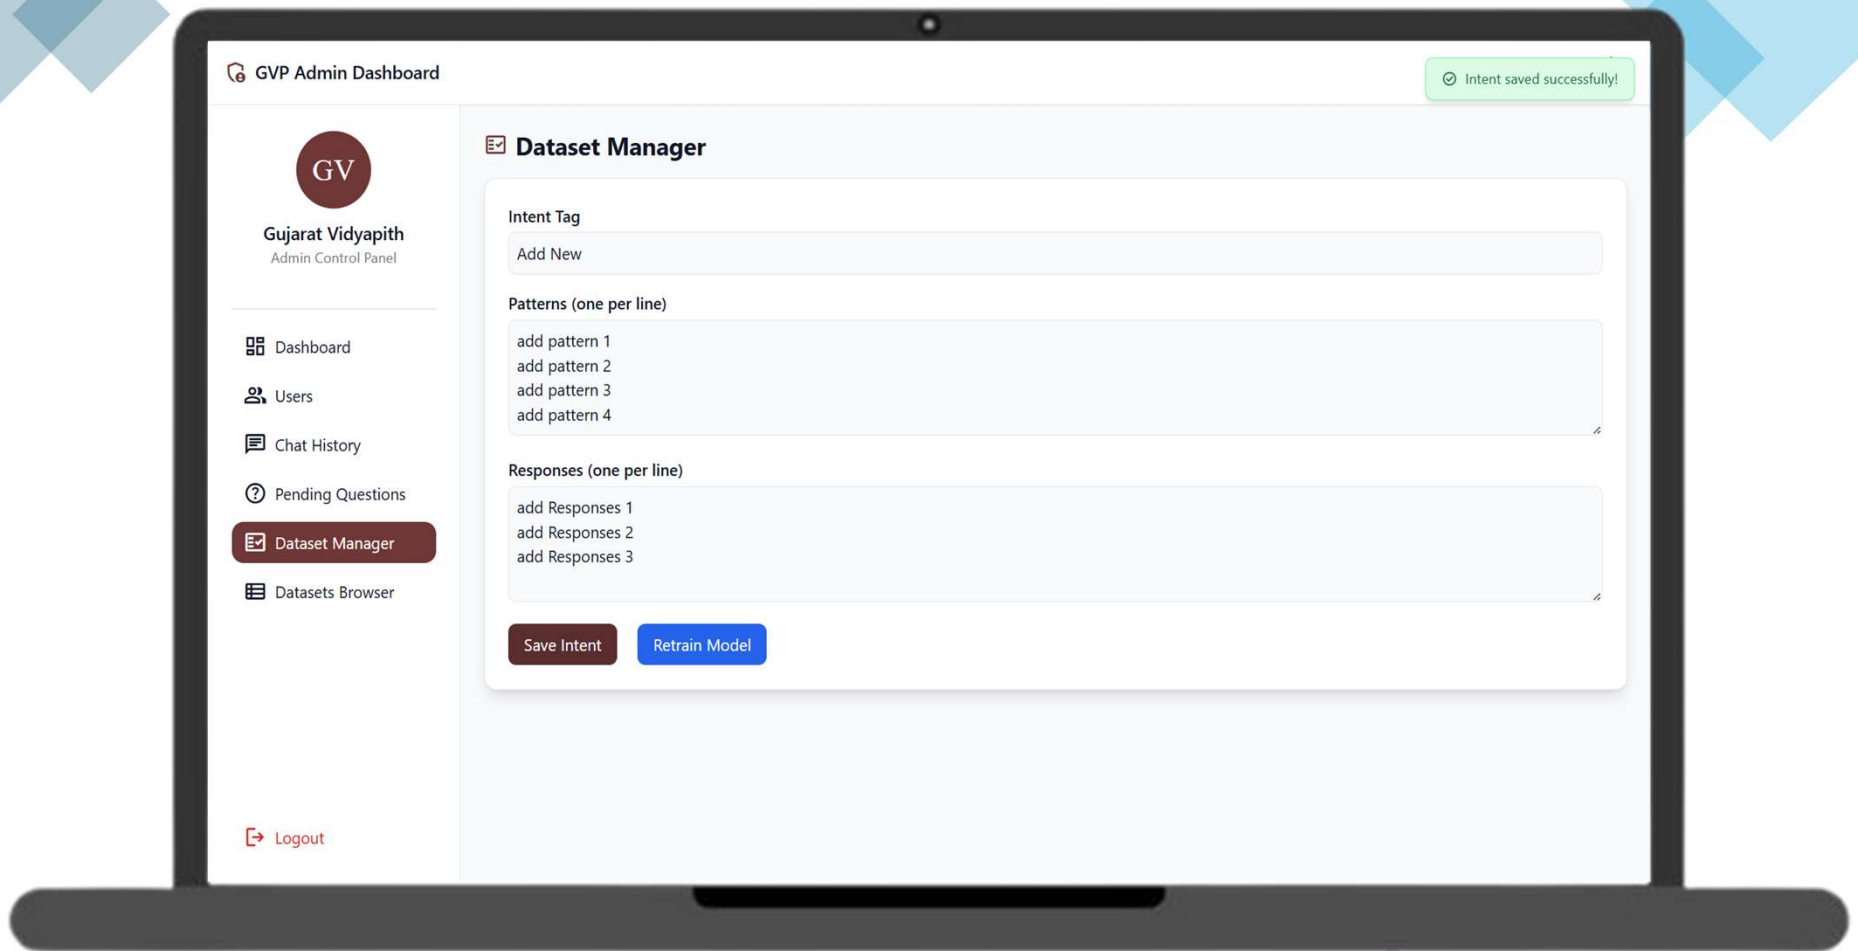 GVP Admin Dashboard
Intent saved successfully!
GV
Gujarat Vidyapith
Admin Control Panel
Dashboard
Users
Chat History
Pending Questions
Dataset Manager
Datasets Browser
Logout
Dataset Manager
Intent Tag
Add New
Patterns (one per line)
add pattern 1
add pattern 2
add pattern 3
add pattern 4
Responses (one per line)
add Responses 1
add Responses 2
add Responses 3
Save Intent
Retrain Model